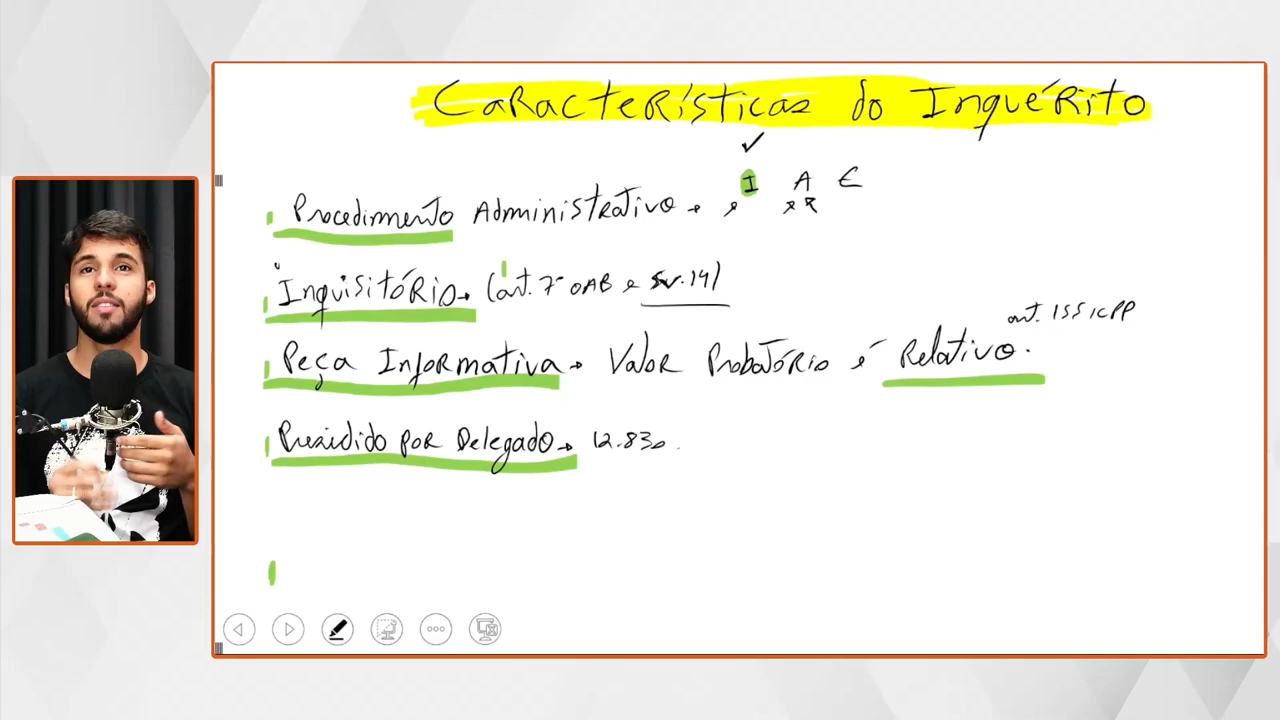 Características do Inquérito
I A E
Procedimento Administrativo →
Inquisitório → (art. 7º OAB e SV.14)
art. 155 CPP
Peça Informativa → Valor Probatório é Relativo.
Presidido por Delegado → 12.830